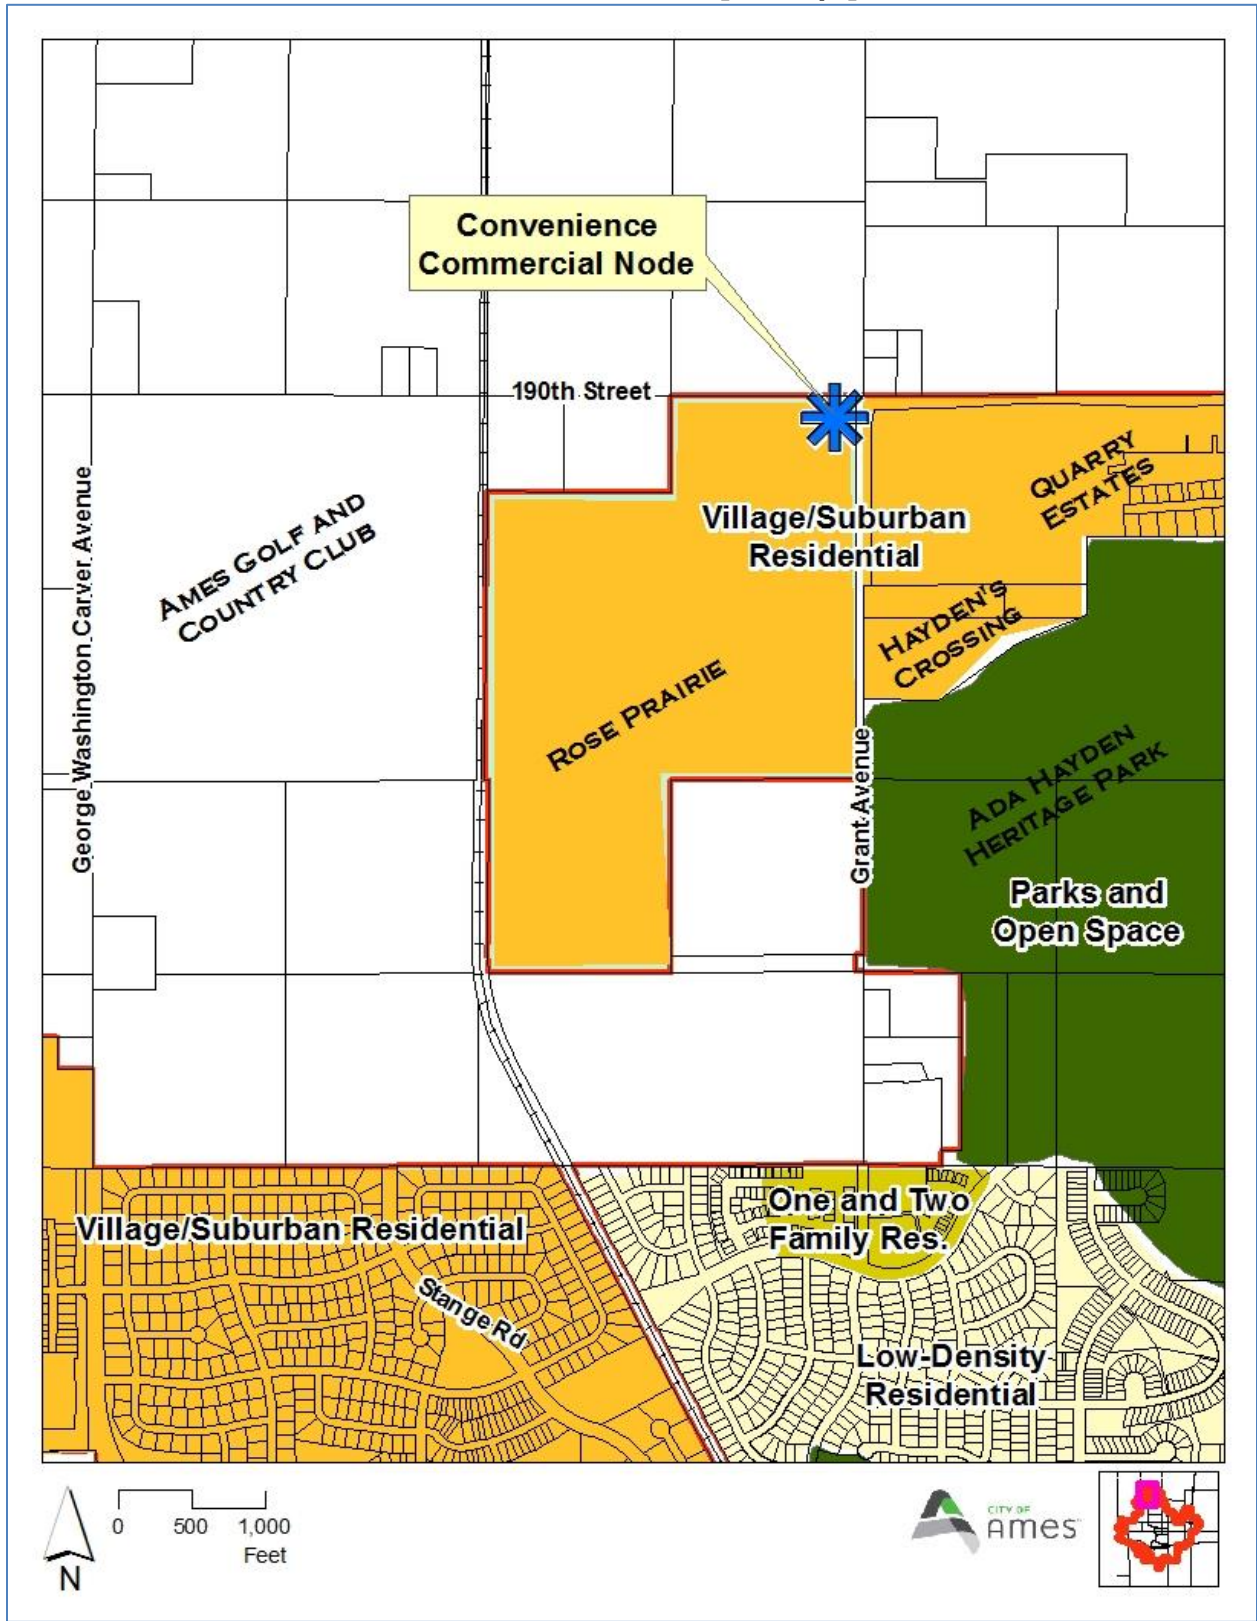 Convenience
Commercial Node
190th Street
QUARRY
ESTATES
Village/Suburban
Residential
AMES GOLF AND
COUNTRY CLUB
George Washington Carver Avenue
HAYDEN'S
CROSSING
ROSE PRAIRIE
Grant Avenue
ADA HAYDEN
HERITAGE PARK
Parks and
Open Space
One and Two
Family Res.
Village/Suburban Residential
Stange Rd
Low-Density
Residential
N
0 500 1,000
Feet
CITY OF
Ames